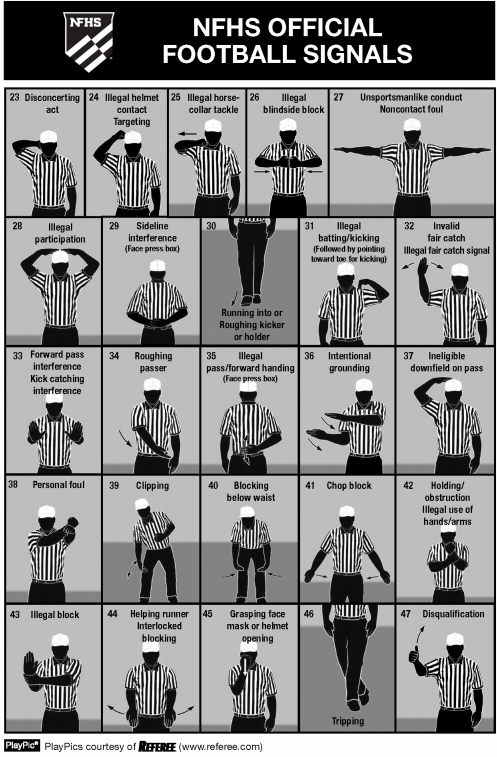 NFHS
NFHS OFFICIAL
FOOTBALL SIGNALS
23 Disconcerting
act
24 Illegal helmet
contact
Targeting
25 Illegal horse-
collar tackle
26 Illegal
blindside block
27 Unsportsmanlike conduct
Noncontact foul
28 Illegal
participation
29 Sideline
interference
(Face press box)
30
Running into or
Roughing kicker
or holder
31 Illegal
batting/kicking
(Followed by pointing
toward toe for kicking)
32 Invalid
fair catch
Illegal fair catch signal
33 Forward pass
interference
Kick catching
interference
34 Roughing
passer
35 Illegal
pass/forward handing
(Face press box)
36 Intentional
grounding
37 Ineligible
downfield on pass
38 Personal foul
39 Clipping
40 Blocking
below waist
41 Chop block
42 Holding/
obstruction
Illegal use of
hands/arms
43 Illegal block
44 Helping runner
Interlocked
blocking
45 Grasping face
mask or helmet
opening
46
Tripping
47 Disqualification
PlayPic® PlayPics courtesy of REFEREE (www.referee.com)